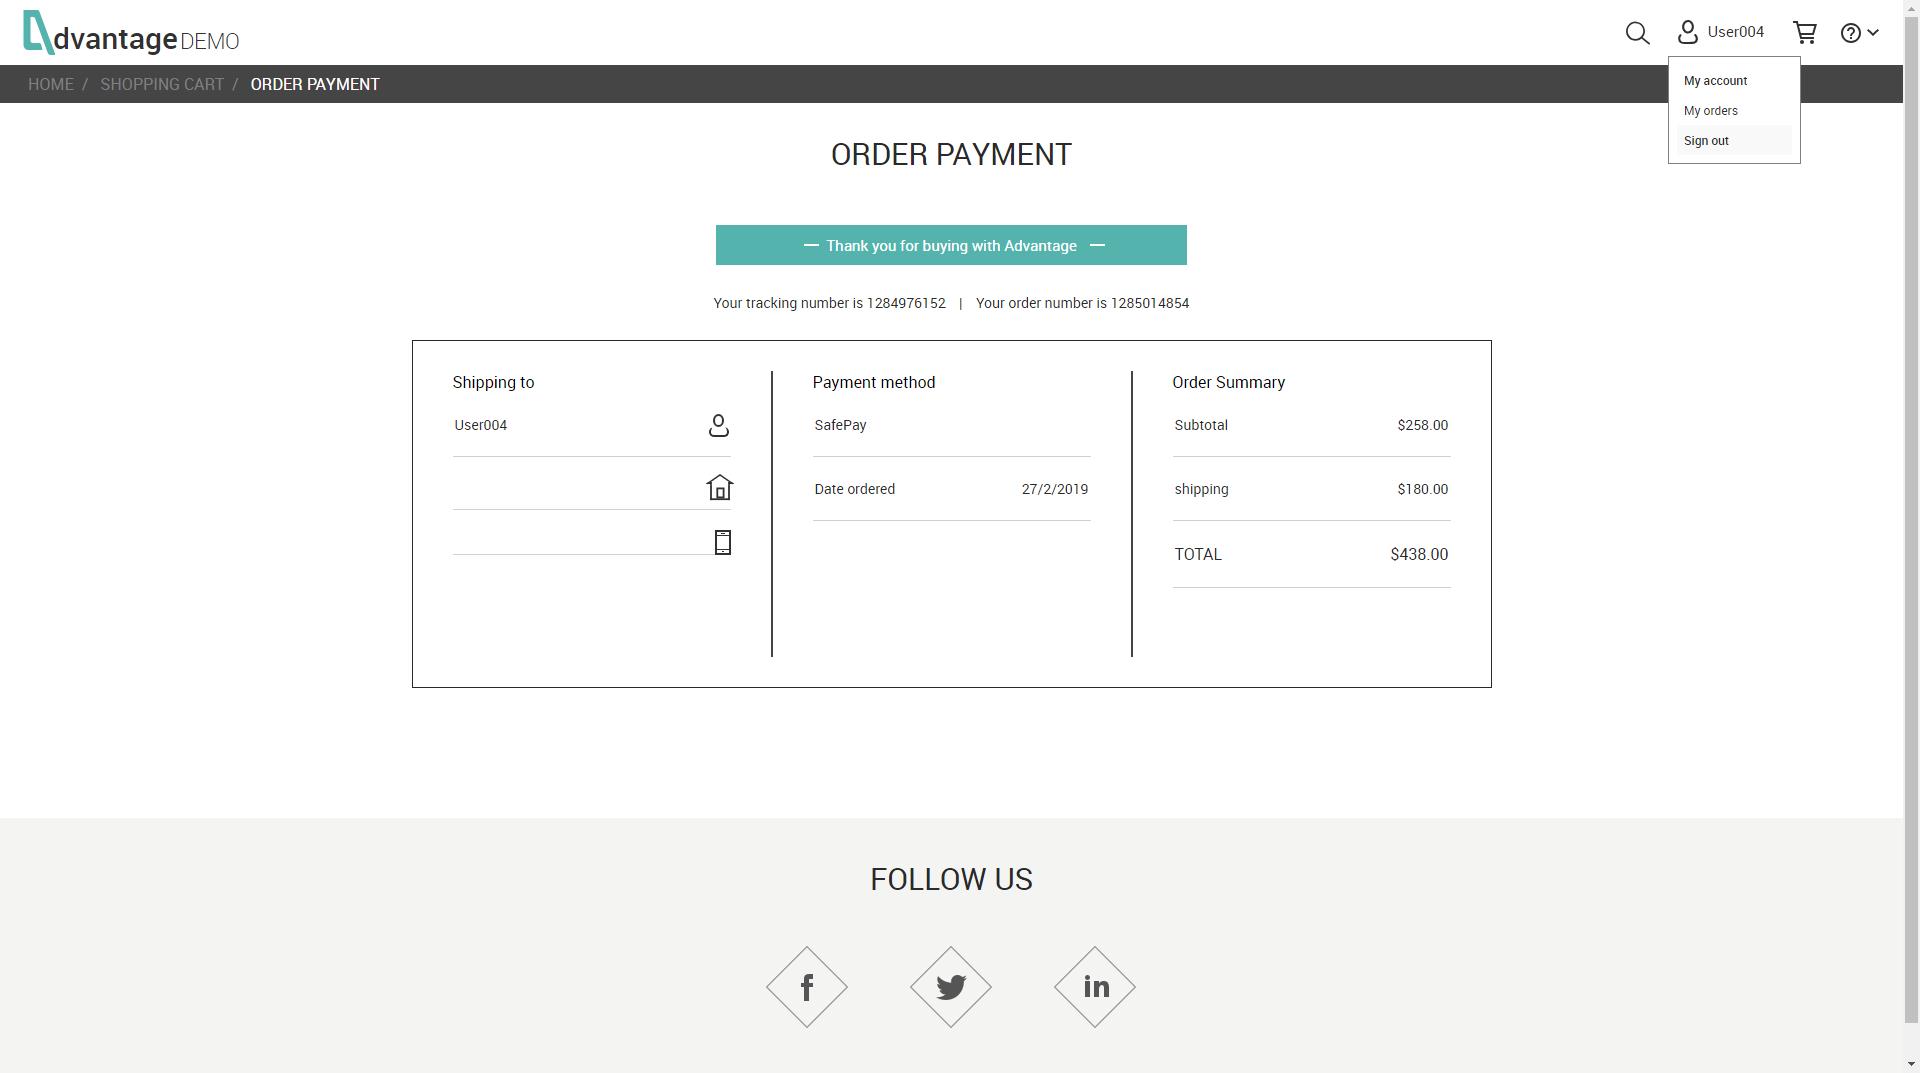 dvantage DEMO
User004
HOME / SHOPPING CART / ORDER PAYMENT
My account
My orders
Sign out
ORDER PAYMENT
— Thank you for buying with Advantage —
Your tracking number is 1284976152 | Your order number is 1285014854
Shipping to
User004
Payment method
SafePay
Date ordered 27/2/2019
Order Summary
Subtotal $258.00
shipping $180.00
TOTAL $438.00
FOLLOW US
f
in